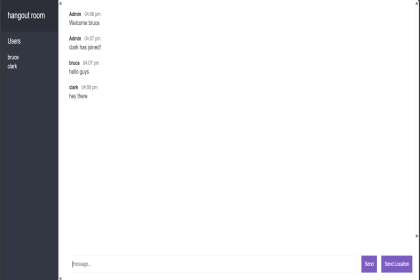 hangout room
Users
bruce
clark
Admin 04:06 pm
Welcome bruce
Admin 04:07 pm
clark has joined!
bruce 04:07 pm
hello guys
clark 04:08 pm
hey there
Message...
Send
Send Location